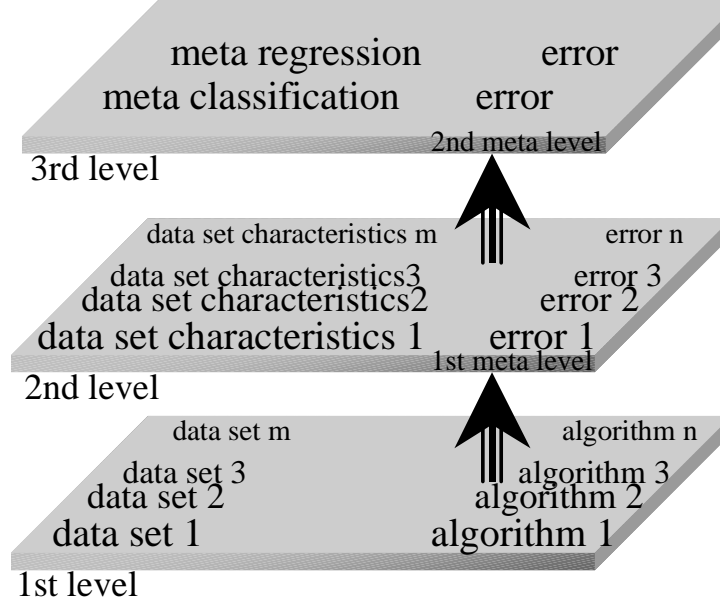 meta regression error
meta classification error
2nd meta level
3rd level
data set characteristics m error n
data set characteristics3 error 3
data set characteristics2 error 2
data set characteristics 1 error 1
1st meta level
2nd level
data set m algorithm n
data set 3 algorithm 3
data set 2 algorithm 2
data set 1 algorithm 1
1st level